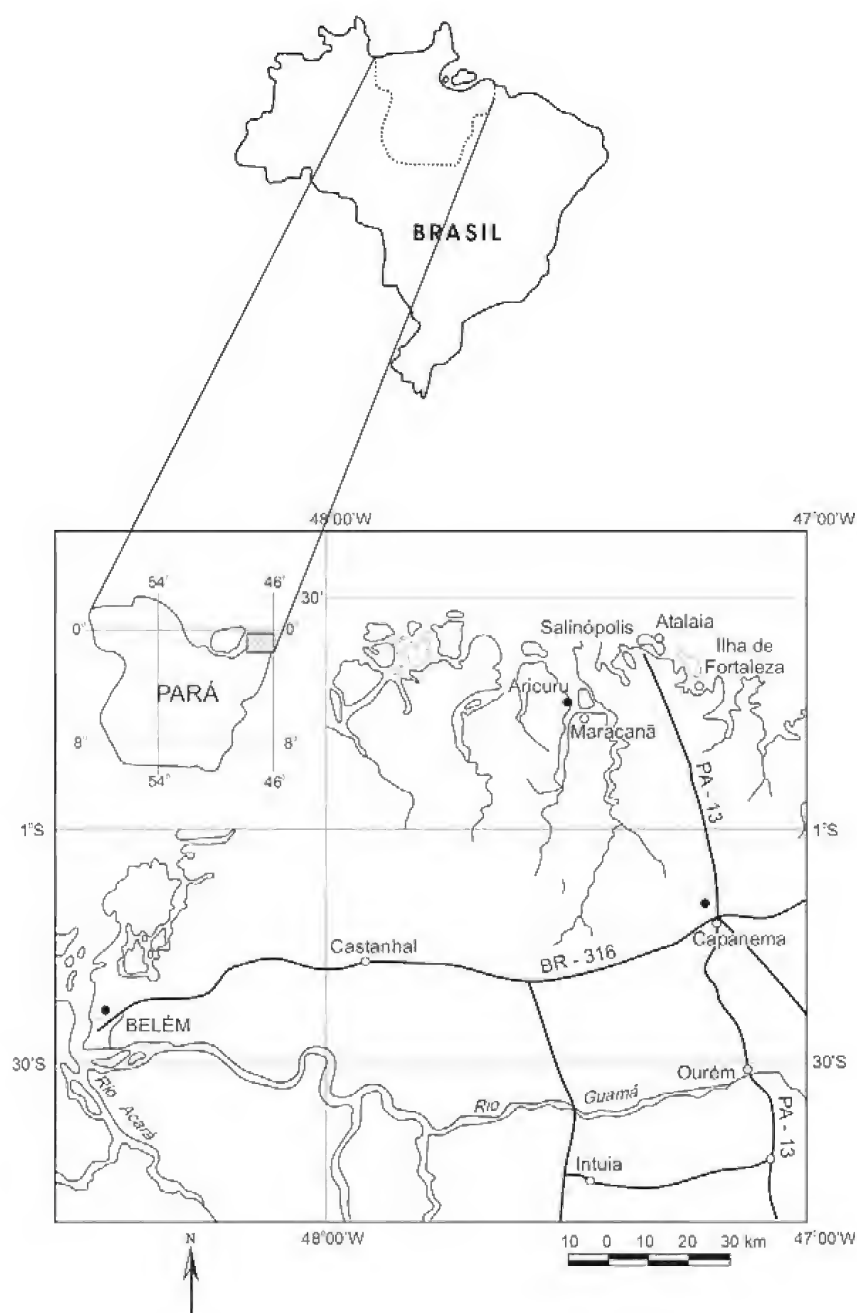 BRASIL
48°00'W
47°00'W
54°
46°
30'
0°
0°
Salinópolis
Atalaia
Ilha de
Fortaleza
PARÁ
Aricuru
Maracanã
8°
8°
54°
46°
PA - 13
1°S
1°S
Castanhal
BR - 316
Capanema
BELÉM
30'S
30'S
Ourém
Rio Acará
Rio Guamá
PA - 13
Intuia
48°00'W
47°00'W
N
10 0 10 20 30 km